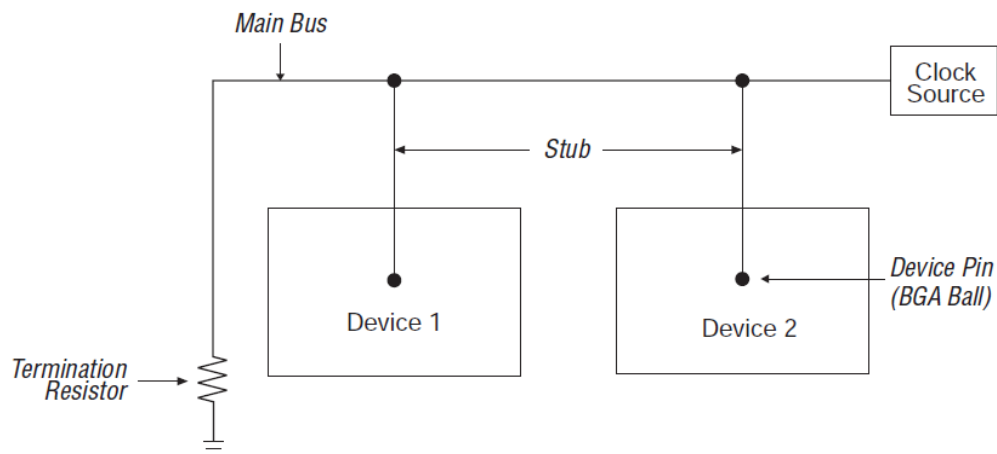 Main Bus
Clock
Source
Stub
Device Pin
(BGA Ball)
Device 1
Device 2
Termination
Resistor